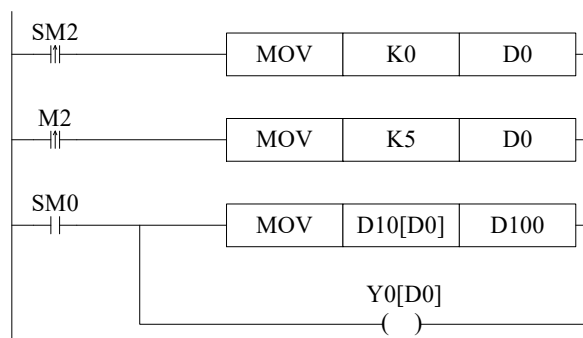 SM2
MOV K0 D0
M2
MOV K5 D0
SM0
MOV D10[D0] D100
Y0[D0]